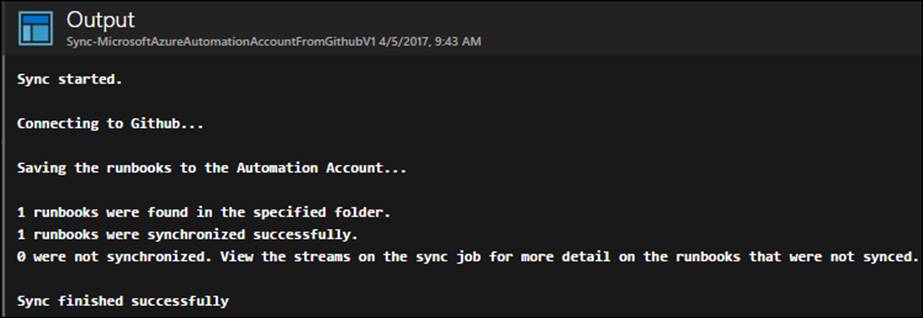 Output
Sync-MicrosoftAzureAutomationAccountFromGithubV1 4/5/2017, 9:43 AM
Sync started.
Connecting to Github...
Saving the runbooks to the Automation Account...
1 runbooks were found in the specified folder.
1 runbooks were synchronized successfully.
0 were not synchronized. View the streams on the sync job for more detail on the runbooks that were not synced.
Sync finished successfully